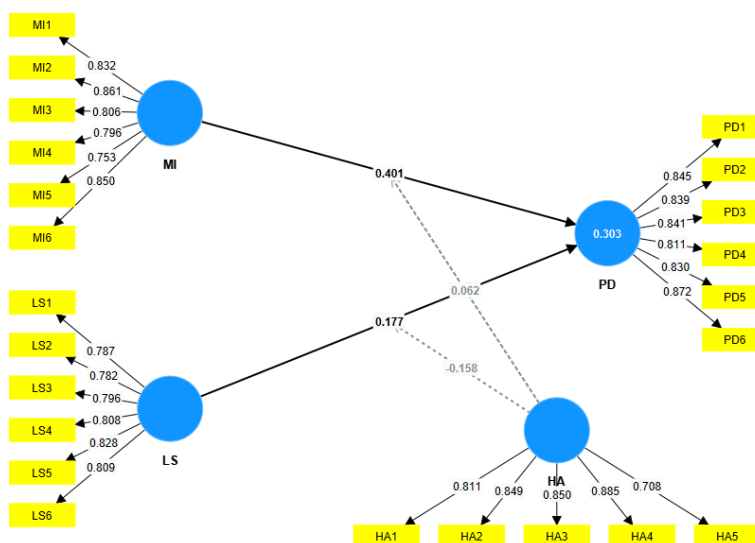 MI1
MI2
MI3
MI4
MI5
MI6
0.832
0.861
0.806
0.796
0.753
0.850
MI
0.401
PD1
PD2
PD3
PD4
PD5
PD6
0.845
0.839
0.841
0.811
0.830
0.872
0.303
PD
LS1
LS2
LS3
LS4
LS5
LS6
0.787
0.782
0.796
0.808
0.828
0.809
LS
0.177
0.062
-0.158
HA
0.811
0.849
0.850
0.885
0.708
HA1
HA2
HA3
HA4
HA5